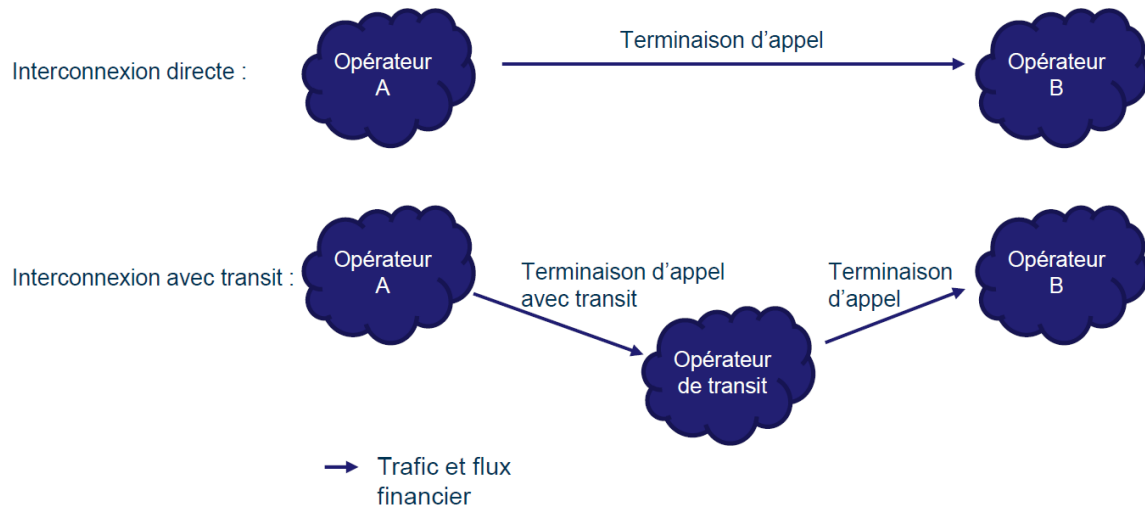 Interconnexion directe :
Opérateur
A
Terminaison d’appel
Opérateur
B
Interconnexion avec transit :
Opérateur
A
Terminaison d’appel
avec transit
Opérateur
de transit
Terminaison
d’appel
Opérateur
B
Trafic et flux
financier